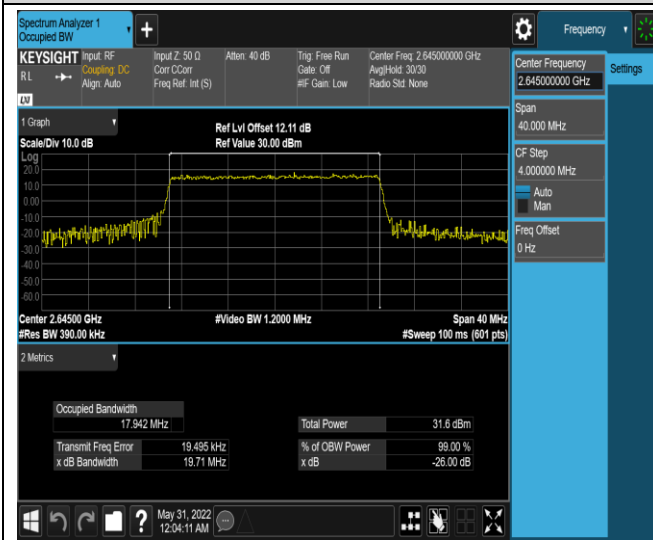 Spectrum Analyzer 1
Occupied BW
+
Frequency
KEYSIGHT
Input: RF
Input Z: 50 Ω
Atten: 40 dB
Trig: Free Run
Center Freq: 2.645000000 GHz
RL
Coupling: DC
Corr CCorr
Gate: Off
Avg|Hold: 30/30
Align: Auto
Freq Ref: Int (S)
#IF Gain: Low
Radio Std: None
LXI
Center Frequency
2.645000000 GHz
Settings
Span
40.000 MHz
CF Step
4.000000 MHz
Auto
Man
Freq Offset
0 Hz
1 Graph
Ref Lvl Offset 12.11 dB
Scale/Div 10.0 dB
Ref Value 30.00 dBm
Log
20.0
10.0
0.00
-10.0
-20.0
-30.0
-50.0
-60.0
Center 2.64500 GHz
#Video BW 1.2000 MHz
Span 40 MHz
#Res BW 390.00 kHz
#Sweep 100 ms (601 pts)
2 Metrics
Occupied Bandwidth
17.942 MHz
Total Power
31.6 dBm
Transmit Freq Error
19.495 kHz
% of OBW Power
99.00 %
x dB Bandwidth
19.71 MHz
x dB
-26.00 dB
?
May 31, 2022
12:04:11 AM